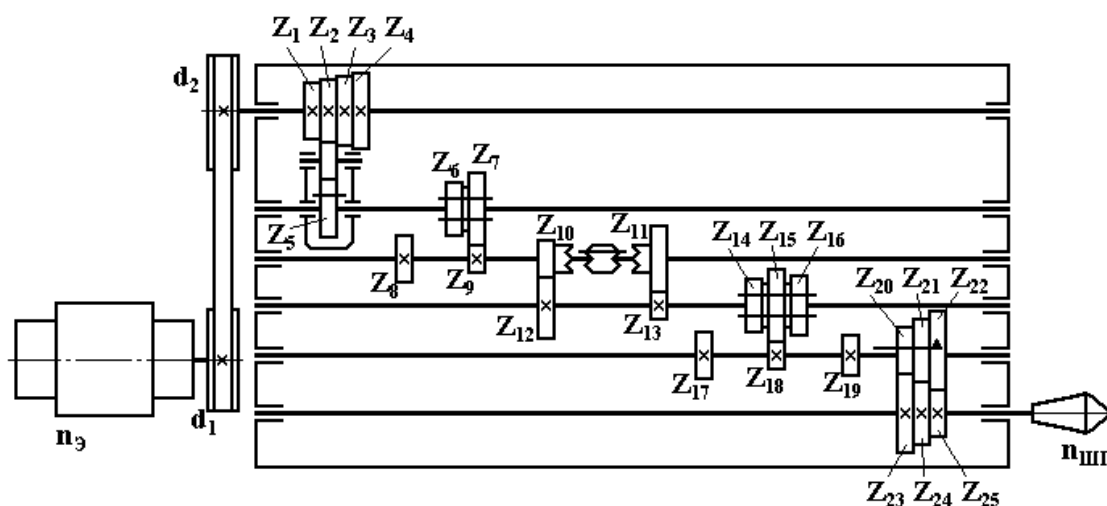 Z1 Z2 Z3 Z4
d2
Z6 Z7
Z5
Z10 Z11
Z14 Z15 Z16
Z8 Z9
Z20 Z21 Z22
Z12 Z13
Z17 Z18 Z19
nЭ d1
nШП
Z23 Z24 Z25